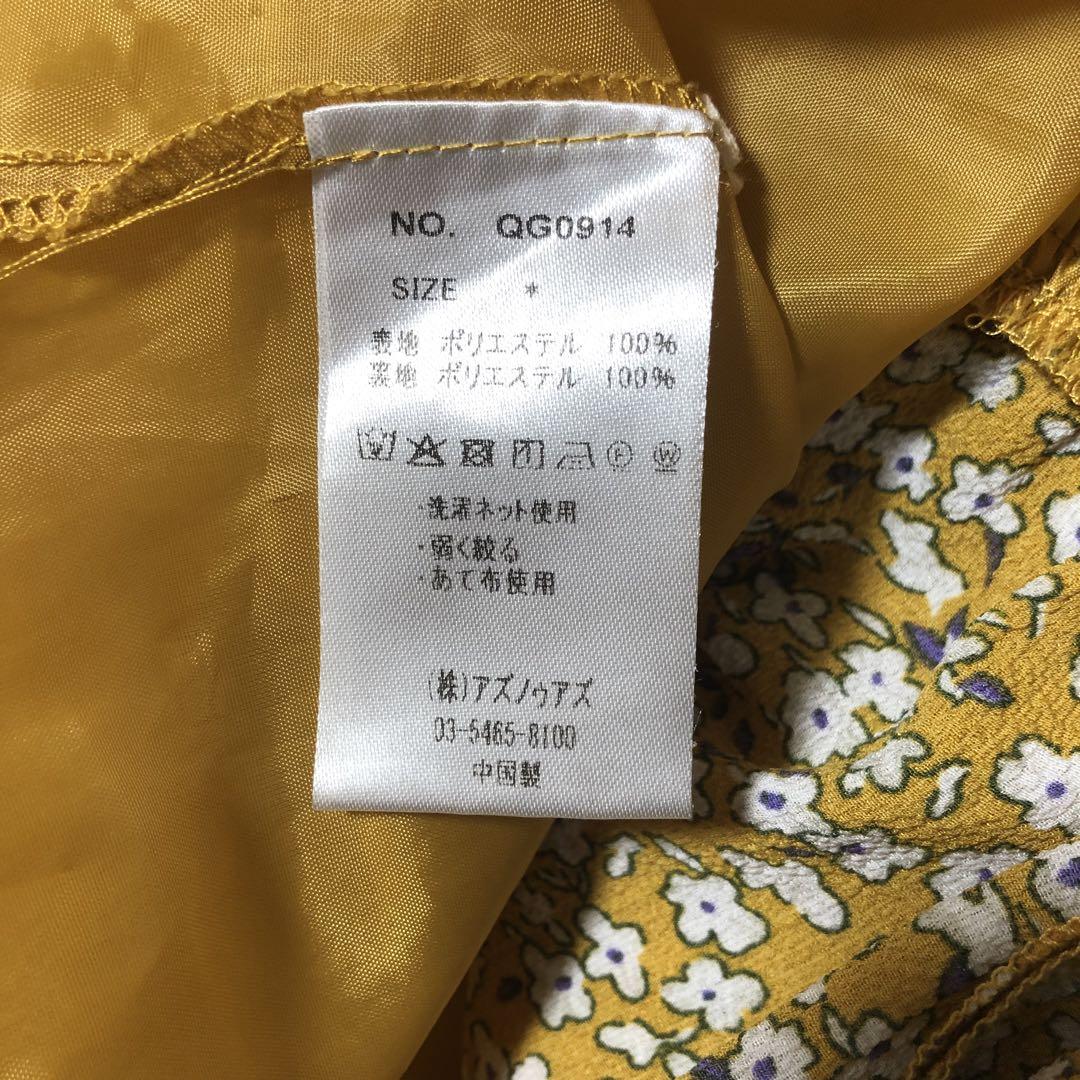 NO. QG0914
SIZE *
表地 ポリエステル 100%
裏地 ポリエステル 100%
・洗濯ネット使用
・弱く絞る
・あて布使用
(株)アズノゥアズ
03-5465-8100
中国製